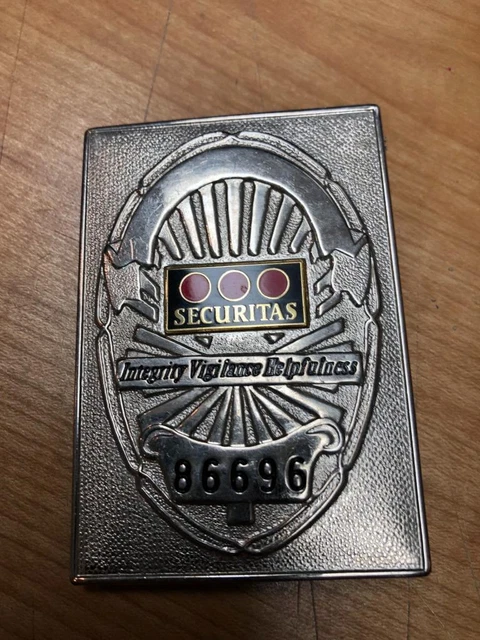 SECURITAS
Integrity Vigilance Helpfulness
86696